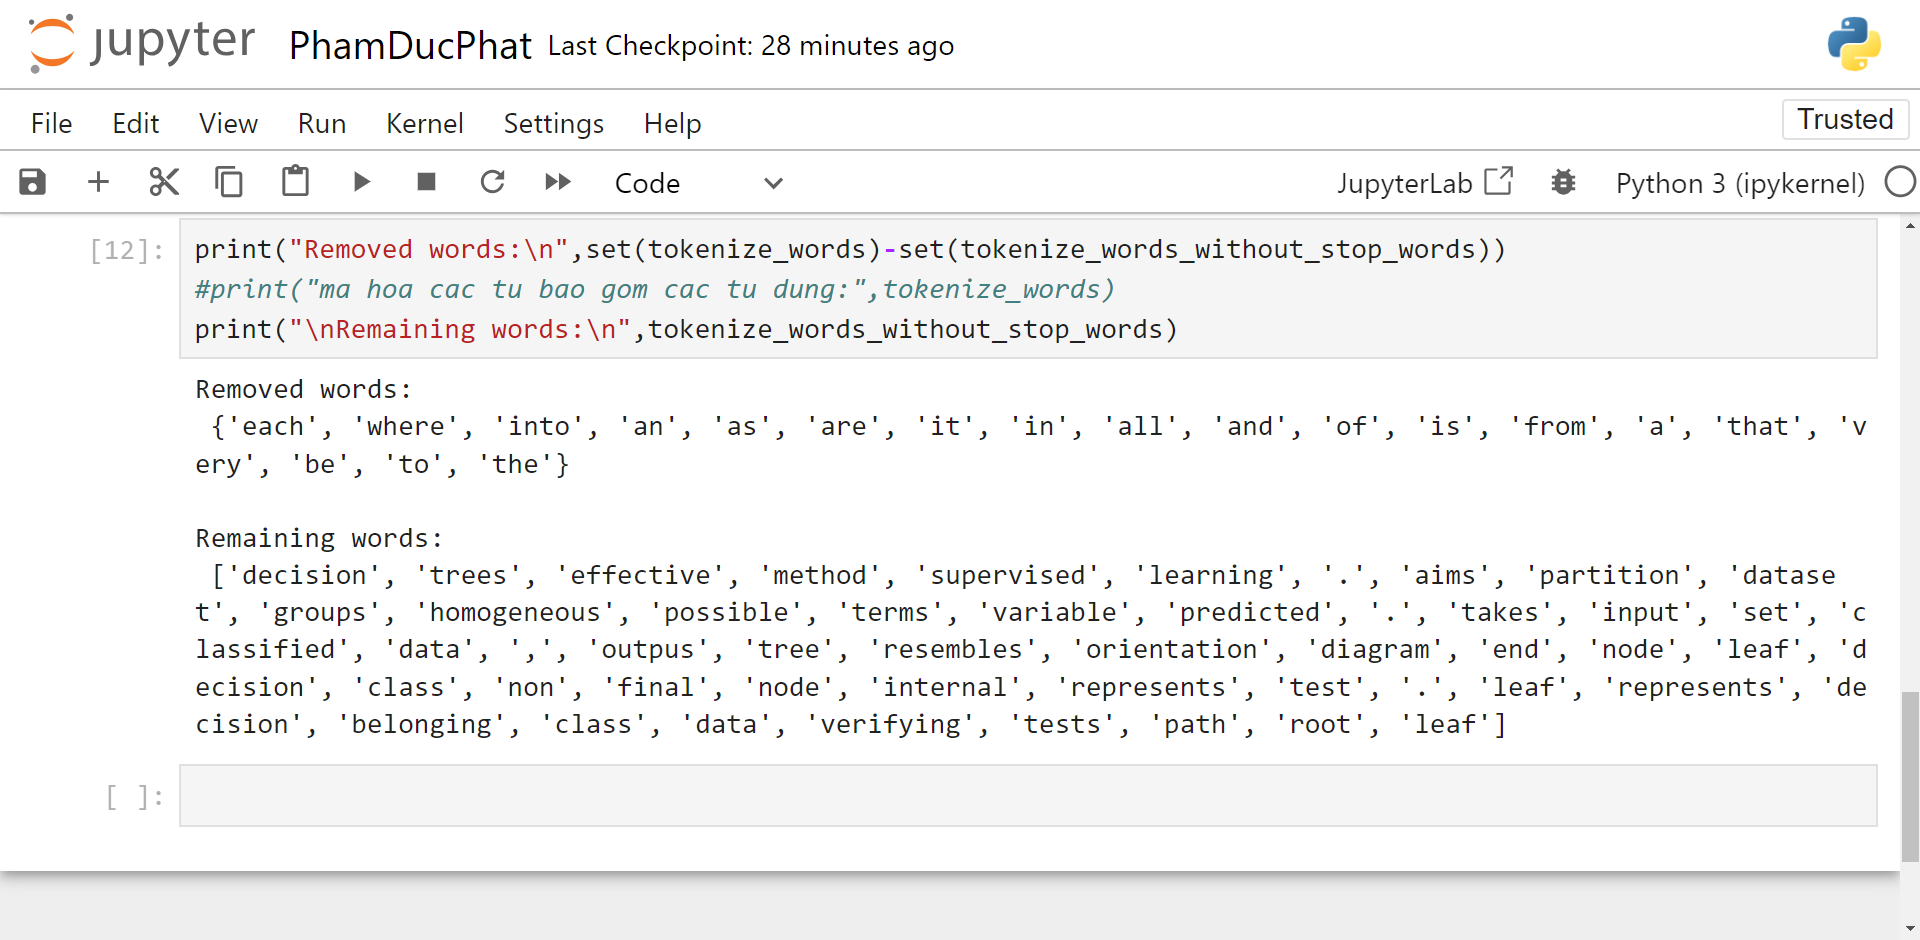 jupyter PhamDucPhat Last Checkpoint: 28 minutes ago
File Edit View Run Kernel Settings Help Trusted
Code JupyterLab Python 3 (ipykernel)
[12]: print("Removed words:\n",set(tokenize_words)-set(tokenize_words_without_stop_words))
#print("ma hoa cac tu bao gom cac tu dung:",tokenize_words)
print("\nRemaining words:\n",tokenize_words_without_stop_words)
Removed words:
 {'each', 'where', 'into', 'an', 'as', 'are', 'it', 'in', 'all', 'and', 'of', 'is', 'from', 'a', 'that', 'v
ery', 'be', 'to', 'the'}
Remaining words:
 ['decision', 'trees', 'effective', 'method', 'supervised', 'learning', '.', 'aims', 'partition', 'datase
t', 'groups', 'homogeneous', 'possible', 'terms', 'variable', 'predicted', '.', 'takes', 'input', 'set', 'c
lassified', 'data', ',', 'outpus', 'tree', 'resembles', 'orientation', 'diagram', 'end', 'node', 'leaf', 'd
ecision', 'class', 'non', 'final', 'node', 'internal', 'represents', 'test', '.', 'leaf', 'represents', 'de
cision', 'belonging', 'class', 'data', 'verifying', 'tests', 'path', 'root', 'leaf']
[ ]: